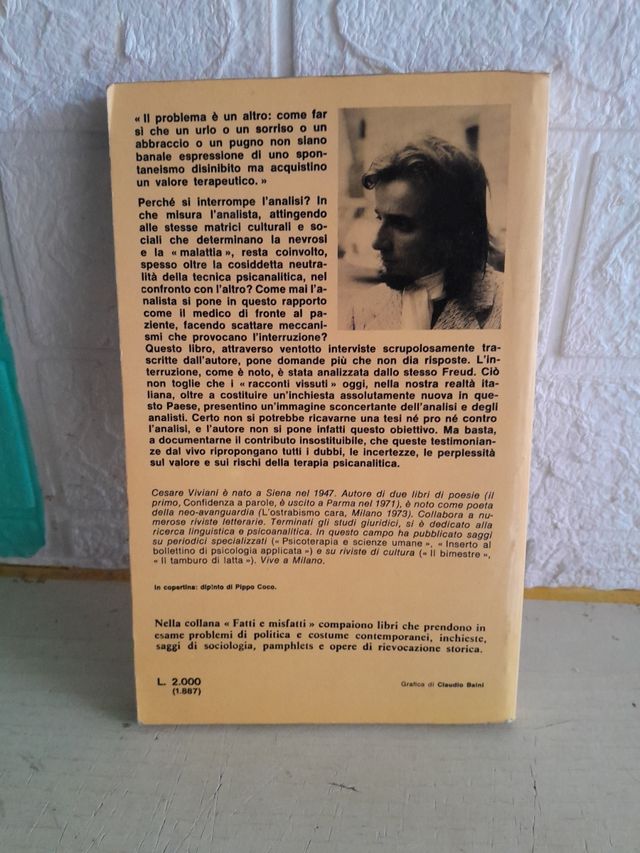 « Il problema è un altro: come far
sì che un urlo o un sorriso o un
abbraccio o un pugno non siano
banale espressione di uno spon-
taneismo disinibito ma acquistino
un valore terapeutico. »
Perché si interrompe l'analisi? In
che misura l'analista, attingendo
alle stesse matrici culturali e so-
ciali che determinano la nevrosi
e la « malattia », resta coinvolto,
spesso oltre la cosiddetta neutra-
lità della tecnica psicanalitica, nel
confronto con l'altro? Come mai l'a-
nalista si pone in questo rapporto
come il medico di fronte al pa-
ziente, facendo scattare meccani-
smi che provocano l'interruzione?
Questo libro, attraverso ventotto interviste scrupolosamente tra-
scritte dall'autore, pone domande più che non dia risposte. L'in-
terruzione, come è noto, è stata analizzata dallo stesso Freud. Ciò
non toglie che i « racconti vissuti » oggi, nella nostra realtà ita-
liana, oltre a costituire un'inchiesta assolutamente nuova in que-
sto Paese, presentino un'immagine sconcertante dell'analisi e degli
analisti. Certo non si potrebbe ricavarne una tesi né pro né contro
l'analisi, e l'autore non si pone infatti questo obiettivo. Ma basta,
a documentarne il contributo insostituibile, che queste testimonian-
ze dal vivo ripropongano tutti i dubbi, le incertezze, le perplessità
sul valore e sui rischi della terapia psicanalitica.
Cesare Viviani è nato a Siena nel 1947. Autore di due libri di poesie (il
primo, Confidenza a parole, è uscito a Parma nel 1971), è noto come poeta
della neo-avanguardia (L'ostrabismo cara, Milano 1973). Collabora a nu-
merose riviste letterarie. Terminati gli studi giuridici, si è dedicato alla
ricerca linguistica e psicoanalitica. In questo campo ha pubblicato saggi
su periodici specializzati (« Psicoterapia e scienze umane », « Inserto al
bollettino di psicologia applicata ») e su riviste di cultura (« Il bimestre »,
« Il tamburo di latta »). Vive a Milano.
In copertina: dipinto di Pippo Coco.
Nella collana « Fatti e misfatti » compaiono libri che prendono in
esame problemi di politica e costume contemporanei, inchieste,
saggi di sociologia, pamphlets e opere di rievocazione storica.
L. 2.000
(1.887)
Grafica di Claudio Baini